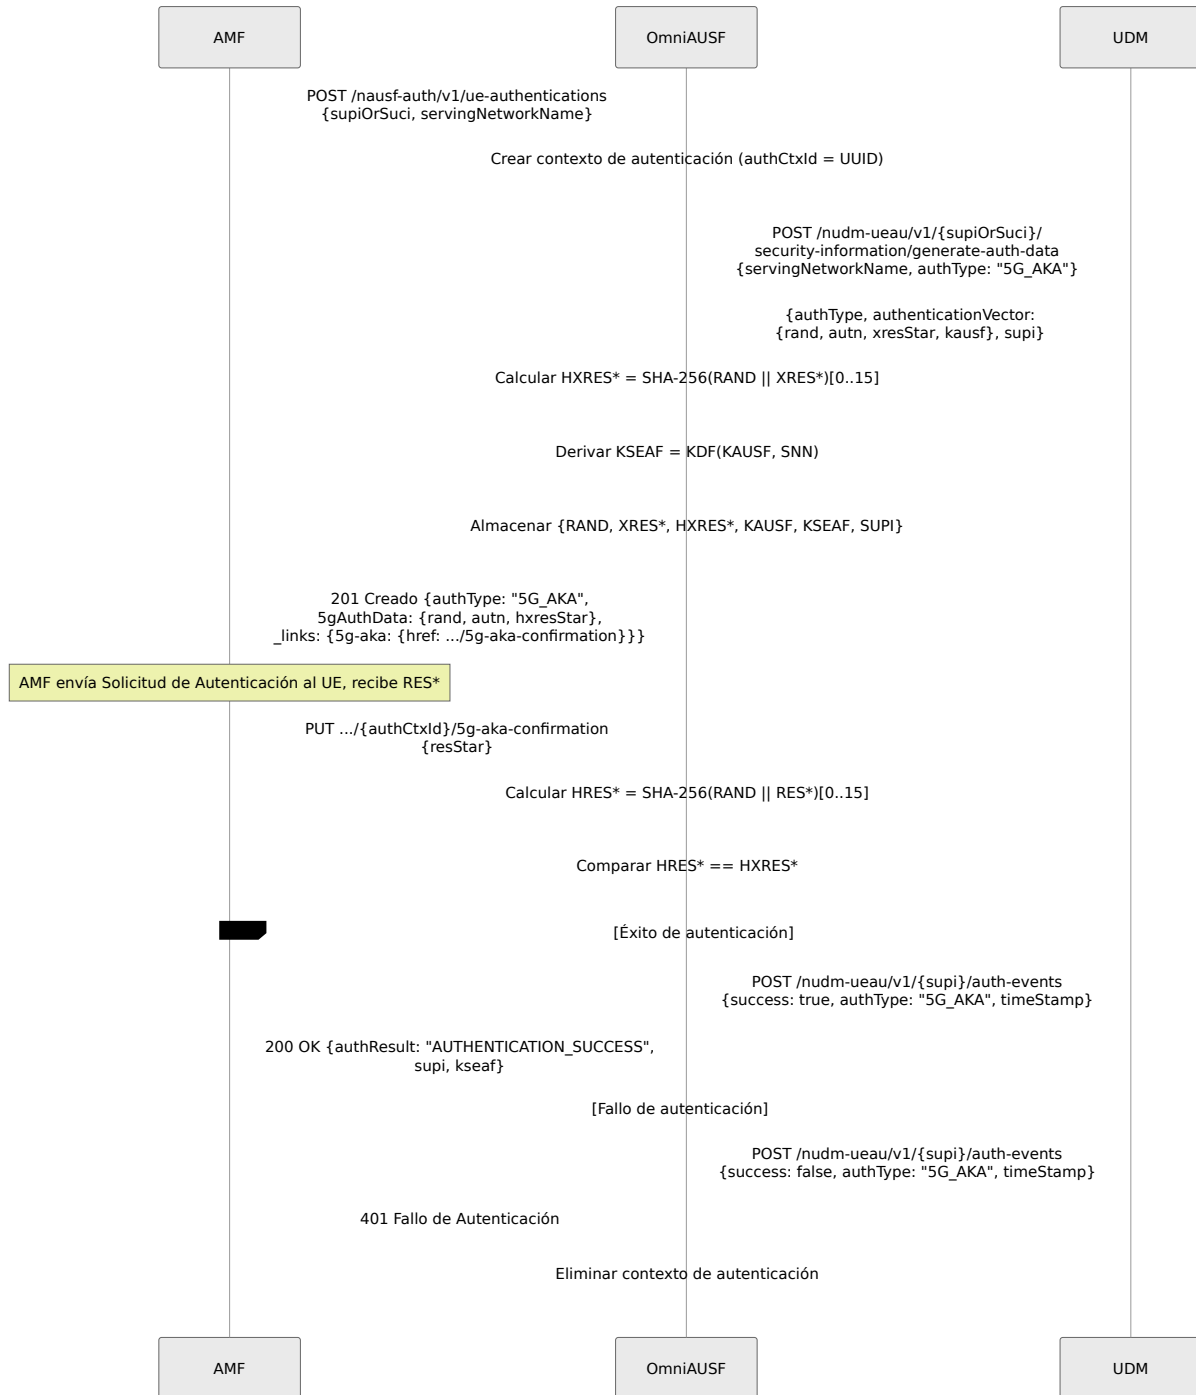 AMF
OmniAUSF
UDM
POST /nausf-auth/v1/ue-authentications
{supiOrSuci, servingNetworkName}
Crear contexto de autenticación (authCtxId = UUID)
POST /nudm-ueau/v1/{supiOrSuci}/
security-information/generate-auth-data
{servingNetworkName, authType: "5G_AKA"}
{authType, authenticationVector:
{rand, autn, xresStar, kausf}, supi}
Calcular HXRES* = SHA-256(RAND || XRES*)[0..15]
Derivar KSEAF = KDF(KAUSF, SNN)
Almacenar {RAND, XRES*, HXRES*, KAUSF, KSEAF, SUPI}
201 Creado {authType: "5G_AKA",
5gAuthData: {rand, autn, hxresStar},
_links: {5g-aka: {href: .../5g-aka-confirmation}}}
AMF envía Solicitud de Autenticación al UE, recibe RES*
PUT .../{authCtxId}/5g-aka-confirmation
{resStar}
Calcular HRES* = SHA-256(RAND || RES*)[0..15]
Comparar HRES* == HXRES*
[Éxito de autenticación]
POST /nudm-ueau/v1/{supi}/auth-events
{success: true, authType: "5G_AKA", timeStamp}
200 OK {authResult: "AUTHENTICATION_SUCCESS",
supi, kseaf}
[Fallo de autenticación]
POST /nudm-ueau/v1/{supi}/auth-events
{success: false, authType: "5G_AKA", timeStamp}
401 Fallo de Autenticación
Eliminar contexto de autenticación
AMF
OmniAUSF
UDM